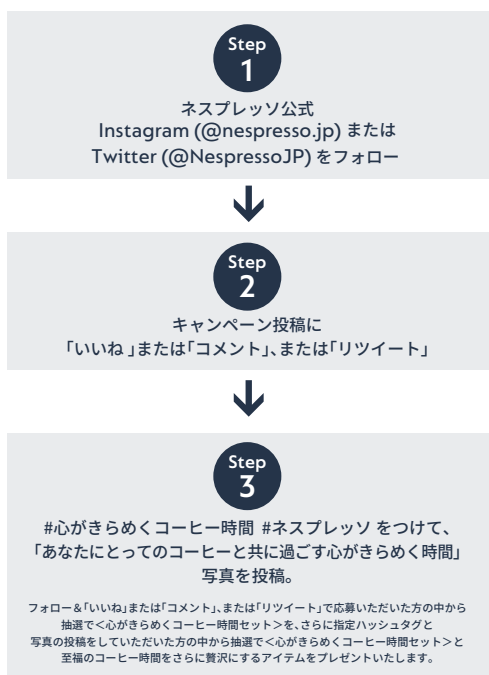 Step
1
ネスプレッソ公式
Instagram (@nespresso.jp) または
Twitter (@NespressoJP) をフォロー
Step
2
キャンペーン投稿に
「いいね」または「コメント」、または「リツイート」
Step
3
#心がきらめくコーヒー時間 #ネスプレッソ をつけて、
「あなたにとってのコーヒーと共に過ごす心がきらめく時間」
写真を投稿。
フォロー&「いいね」または「コメント」、または「リツイート」で応募いただいた方の中から
抽選で<心がきらめくコーヒー時間セット>を、さらに指定ハッシュタグと
写真の投稿をしていただいた方の中から抽選で<心がきらめくコーヒー時間セット>と
至福のコーヒー時間をさらに贅沢にするアイテムをプレゼントいたします。